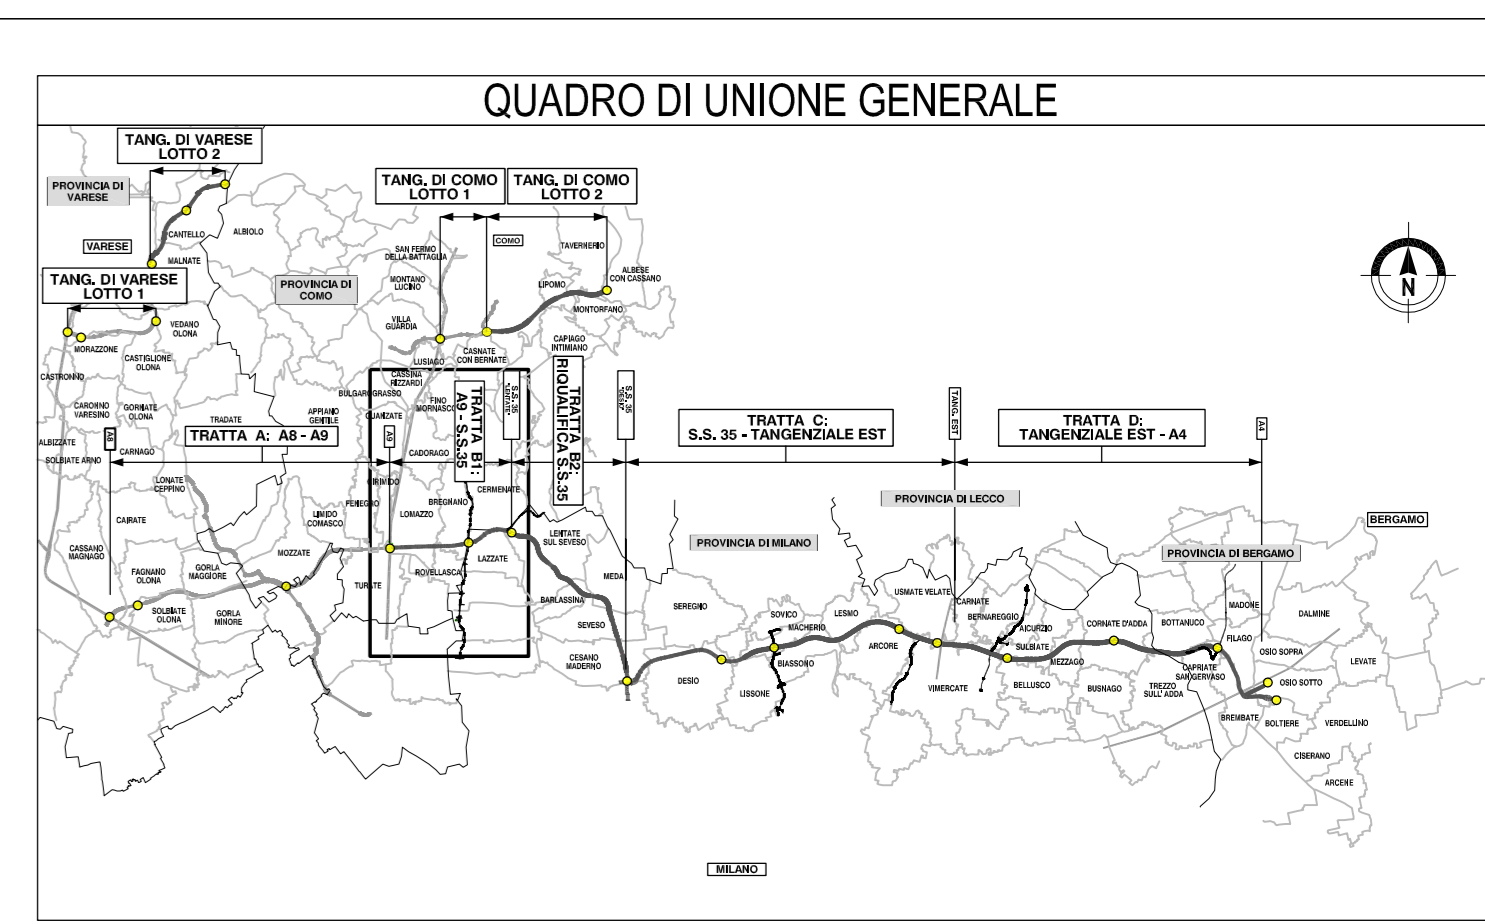 QUADRO DI UNIONE GENERALE
TANG. DI VARESE
LOTTO 2
PROVINCIA DI
VARESE
CANTELLO
ALBIOLO
VARESE
MALNATE
TANG. DI VARESE
LOTTO 1
PROVINCIA DI
COMO
VEDANO
OLONA
MORAZZONE
CASTIGLIONE
OLONA
CASTRONNO
CARONNO
VARESINO
GORNATE
OLONA
ALBIZZATE
SOLBIATE ARNO
CARNAGO
TRADATE
TANG. DI COMO
LOTTO 1
TANG. DI COMO
LOTTO 2
SAN FERMO
DELLA BATTAGLIA
COMO
TAVERNERIO
MONTANO
LUCINO
LIPOMO
ALBESE
CON CASSANO
MONTORFANO
VILLA
GUARDIA
CAPIAGO
INTIMIANO
LUSIAGO
CASNATE
CON BERNATE
CASSINA
RIZZARDI
BULGAROGRASSO
FINO
MORNASCO
APPIANO
GENTILE
GUANZATE
N
TRATTA A: A8 - A9
A8
A9
TRATTA B1:
A9 - S.S.35
S.S. 35
TRATTA B2:
RIQUALIFICA S.S.35
S.S. 35
TRATTA C:
S.S. 35 - TANGENZIALE EST
TANG. EST
TRATTA D:
TANGENZIALE EST - A4
A4
CADORAGO
CIRIMIDO
CERMENATE
LONATE
CEPPINO
FENEGRO
LOMAZZO
BREGNANO
LIMIDO
COMASCO
CAIRATE
LENTATE
SUL SEVESO
CASSANO
MAGNAGO
MOZZATE
LAZZATE
ROVELLASCA
FAGNANO
OLONA
GORLA
MAGGIORE
TURATE
MEDA
BARLASSINA
SOLBIATE
OLONA
GORLA
MINORE
SEVESO
CESANO
MADERNO
PROVINCIA DI LECCO
PROVINCIA DI MILANO
BERGAMO
PROVINCIA DI BERGAMO
SEREGNO
SOVICO
LESMO
MACHERIO
USMATE VELATE
CARNATE
BERNAREGGIO
AICURZIO
CORNATE D'ADDA
BOTTANUCO
MADONE
DALMINE
FILAGO
ARCORE
SULBIATE
MEZZAGO
OSIO SOPRA
LEVATE
BIASSONO
DESIO
LISSONE
VIMERCATE
BELLUSCO
BUSNAGO
TREZZO
SULL' ADDA
CAPRIATE
SAN GERVASO
OSIO SOTTO
BREMBATE
BOLTIERE
VERDELLINO
CISERANO
ARCENE
MILANO